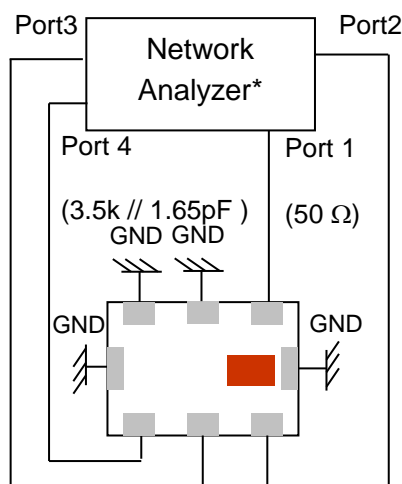 Port3
Port2
Network
Analyzer*
Port 4
Port 1
(3.5k // 1.65pF )
(50 Ω)
GND GND
GND
GND